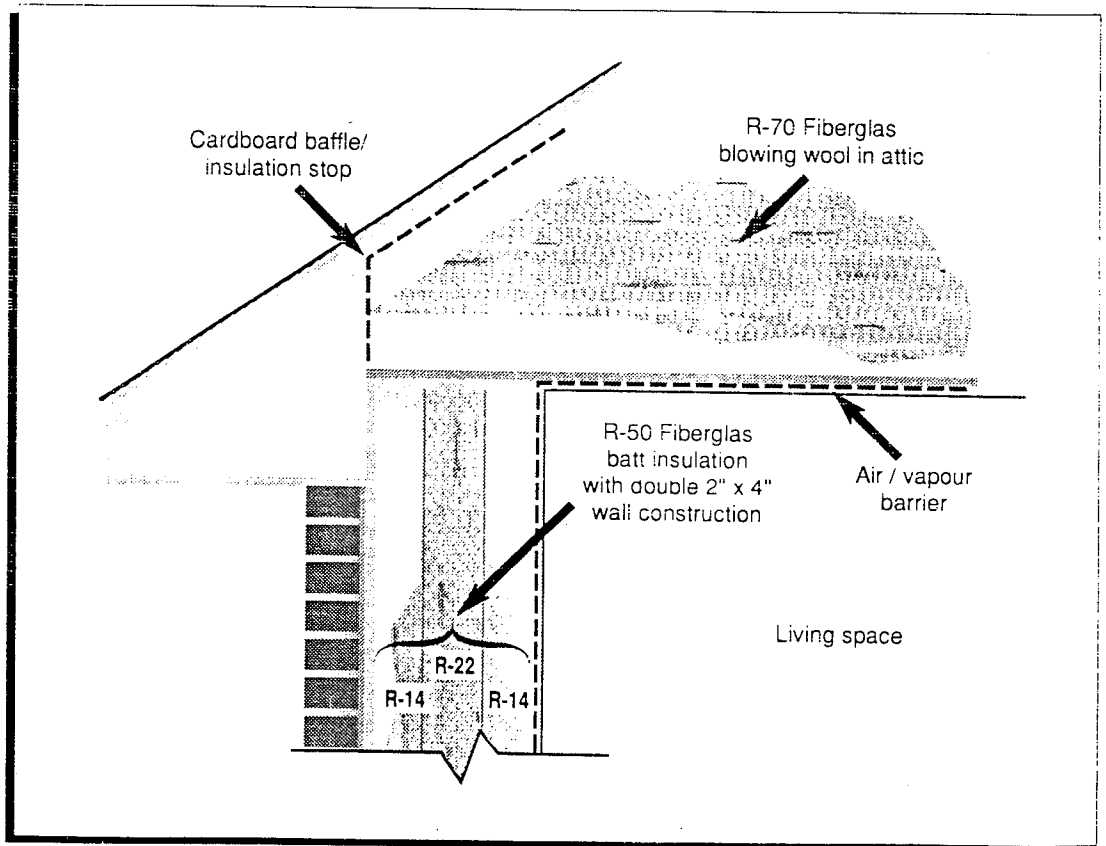 Cardboard baffle/
insulation stop
R-70 Fiberglas
blowing wool in attic
R-50 Fiberglas
batt insulation
with double 2" x 4"
wall construction
Air / vapour
barrier
Living space
R-22
R-14
R-14